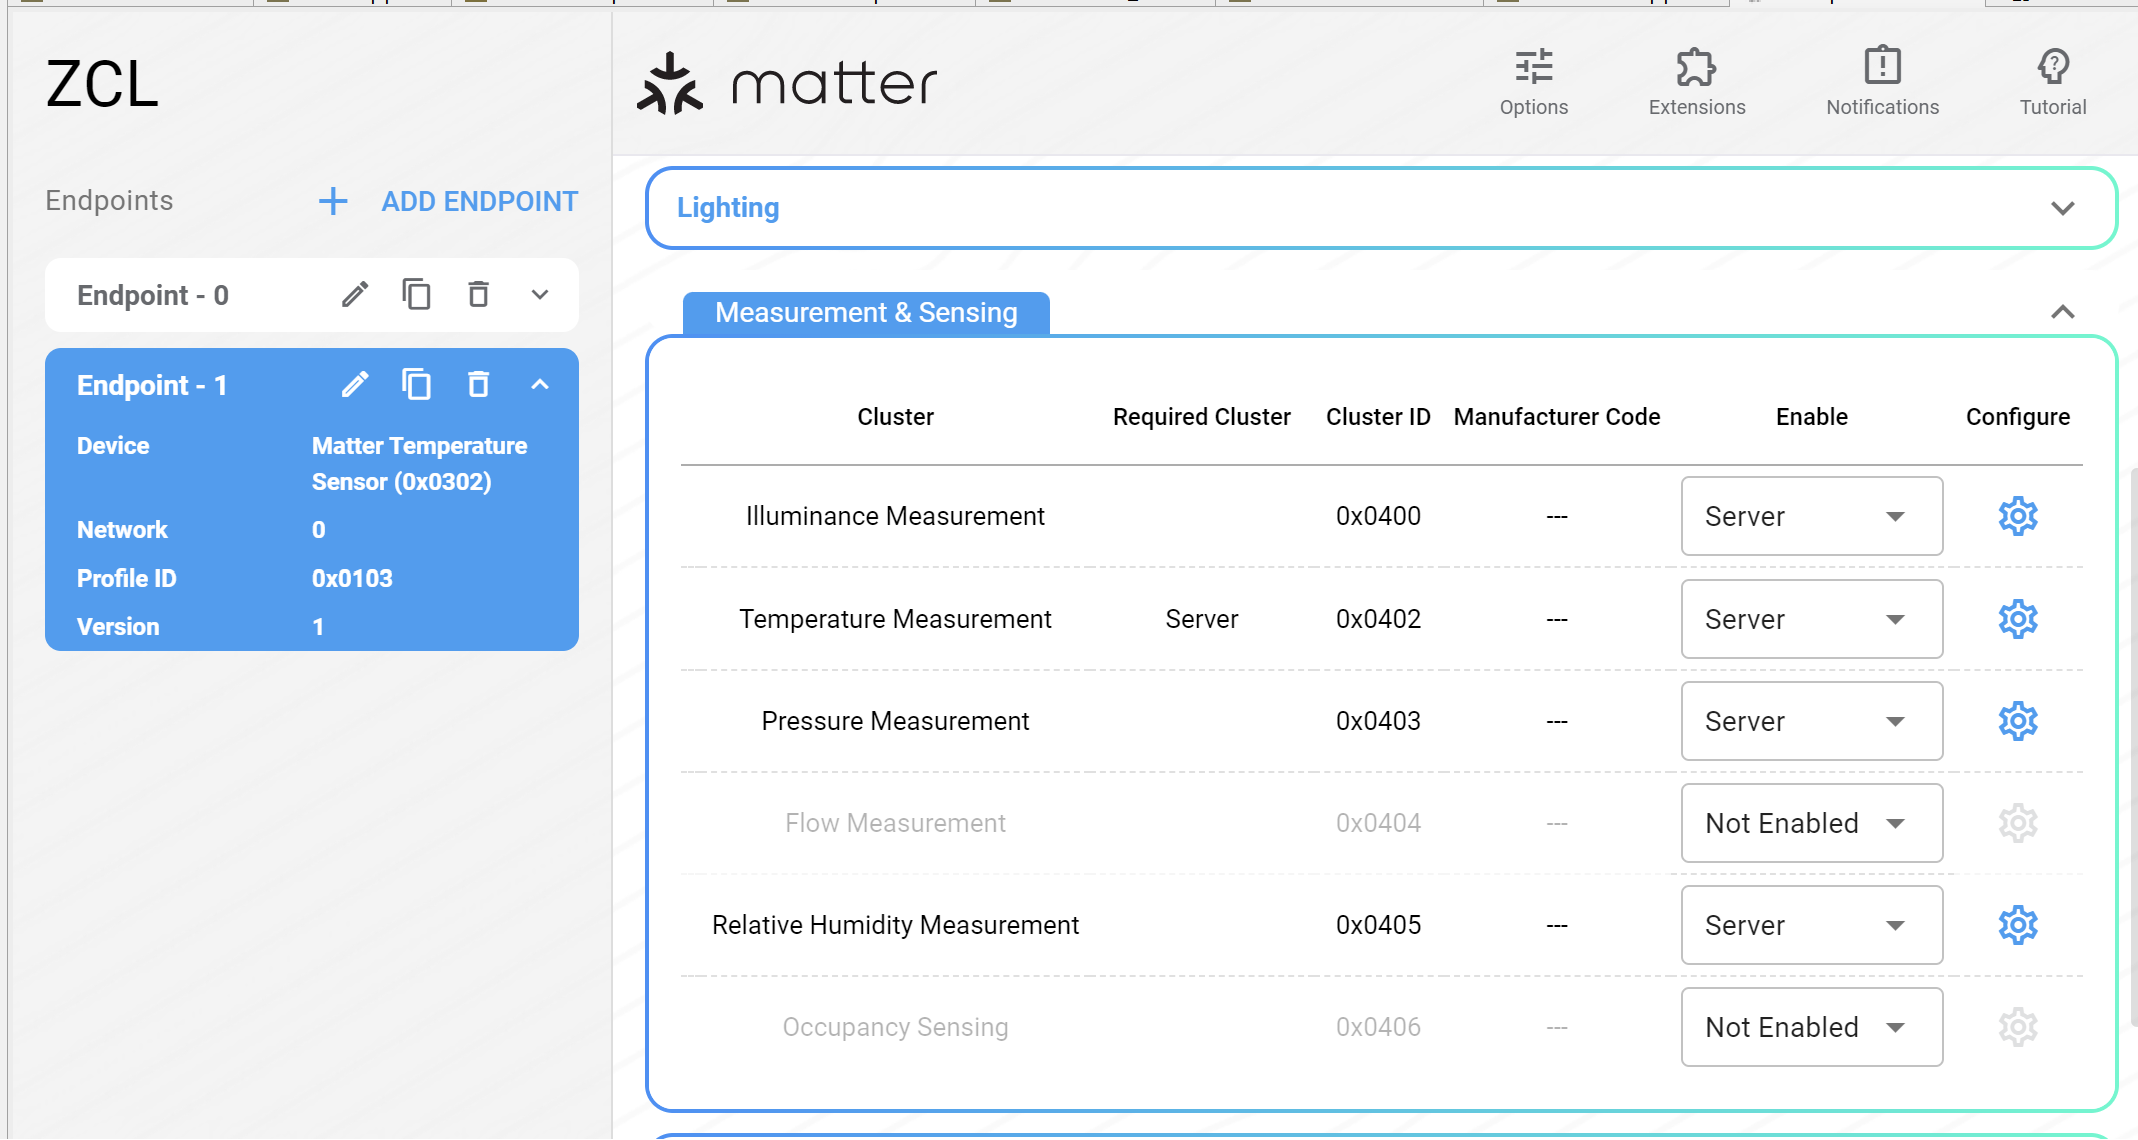 ZCL
matter
Options
Extensions
Notifications
Tutorial
Endpoints
ADD ENDPOINT
Endpoint - 0
Endpoint - 1
Device Matter Temperature
Sensor (0x0302)
Network 0
Profile ID 0x0103
Version 1
Lighting
Measurement & Sensing
Cluster Required Cluster Cluster ID Manufacturer Code Enable Configure
Illuminance Measurement 0x0400 --- Server
Temperature Measurement Server 0x0402 --- Server
Pressure Measurement 0x0403 --- Server
Flow Measurement 0x0404 --- Not Enabled
Relative Humidity Measurement 0x0405 --- Server
Occupancy Sensing 0x0406 --- Not Enabled